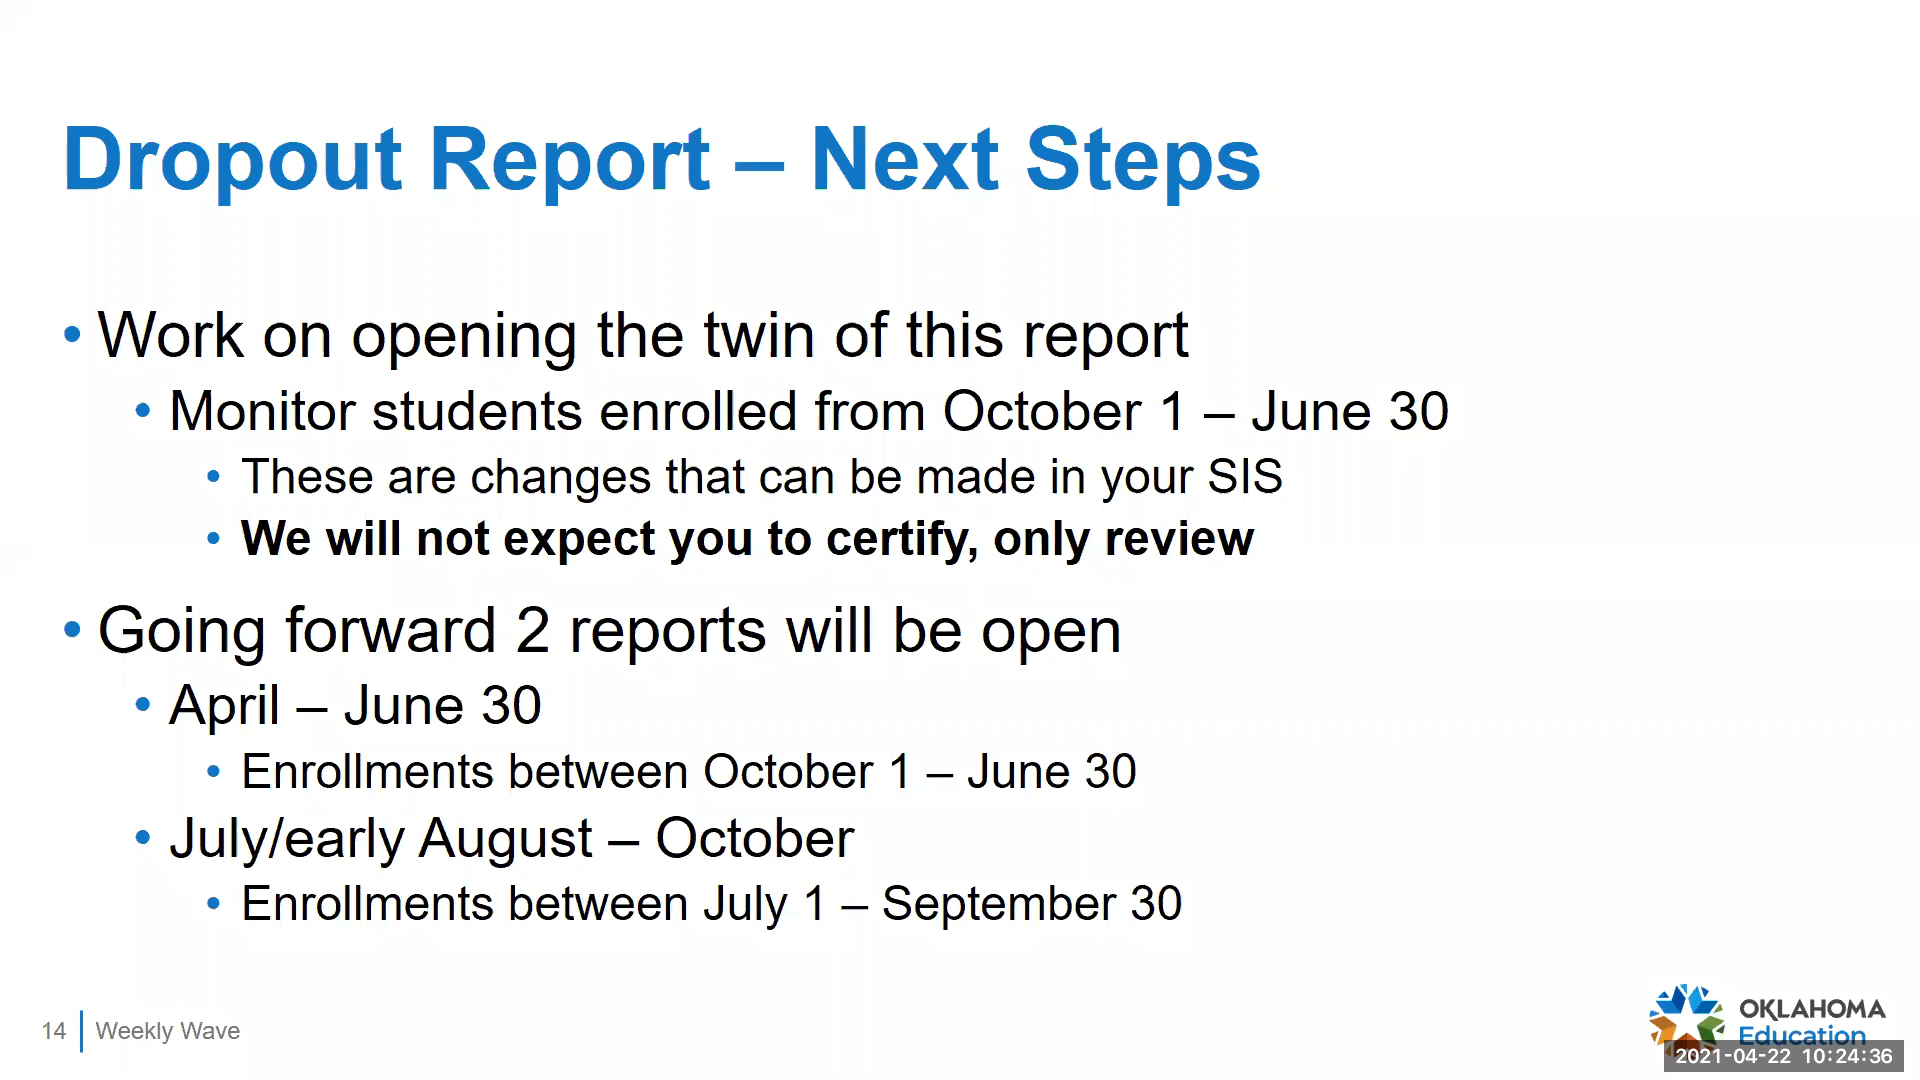 Dropout Report – Next Steps
• Work on opening the twin of this report
• Monitor students enrolled from October 1 – June 30
• These are changes that can be made in your SIS
• We will not expect you to certify, only review
• Going forward 2 reports will be open
• April – June 30
• Enrollments between October 1 – June 30
• July/early August – October
• Enrollments between July 1 – September 30
14 Weekly Wave
OKLAHOMA
Education
2021-04-22 10:24:36